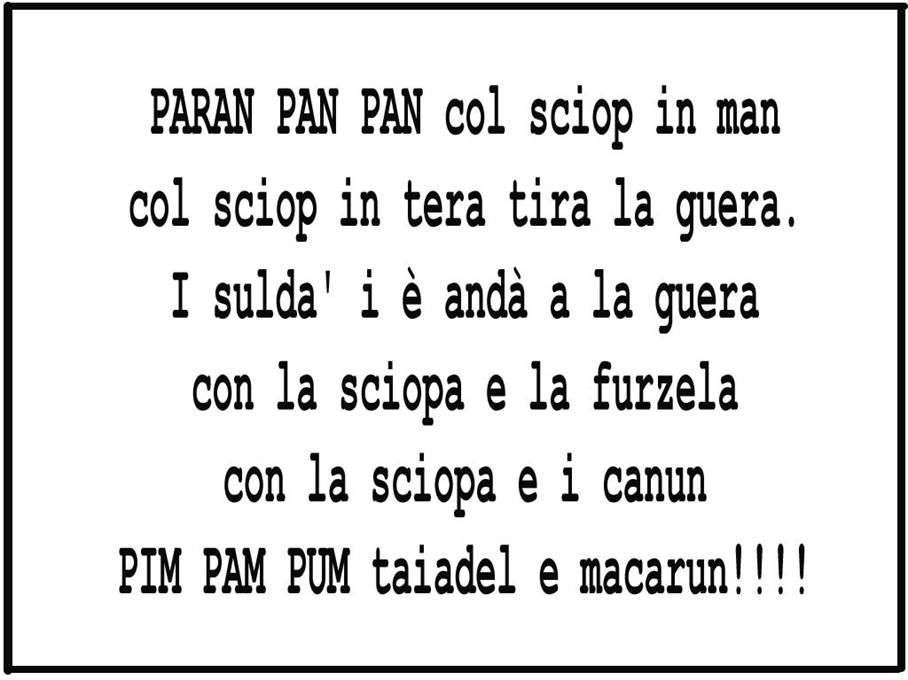 PARAN PAN PAN col sciop in man
col sciop in tera tira la guera.
I sulda' i è andà a la guera
con la sciopa e la furzela
con la sciopa e i canun
PIM PAM PUM taiadel e macarun!!!!